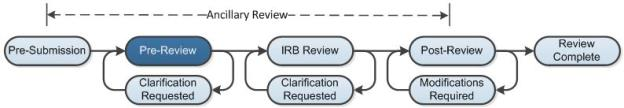 Ancillary Review
Pre-Submission
Pre-Review
IRB Review
Post-Review
Review
Complete
Clarification
Requested
Clarification
Requested
Modifications
Required